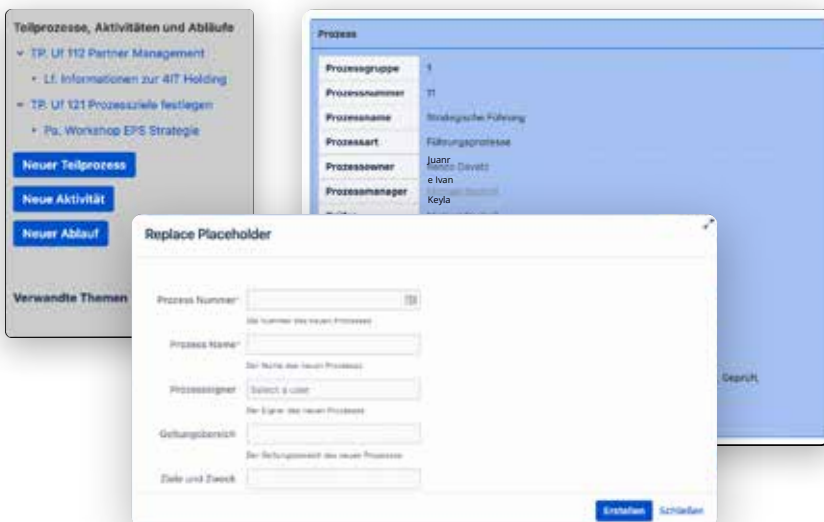 Teilprozesse, Aktivitäten und Abläufe
TP. Uf 112 Partner Management
Lf. Informationen zur 4IT Holding
TP. Uf 121 Prozessziele festlegen
Pa. Workshop EPS Strategie
Neuer Teilprozess
Neue Aktivität
Neuer Ablauf
Verwandte Themen
Prozess
Prozessgruppe 1
Prozessnummer 11
Prozessname Strategische Führung
Prozessart Führungsprozesse
Prozessowner
Juanr
e Ivan
Prozessmanager
Keyla
Geprüft,
Replace Placeholder
Prozess Nummer*
Die Nummer des neuen Prozesses
Prozess Name*
Der Name des neuen Prozesses
Prozesseigner Select a user
Der Eigner des neuen Prozesses
Geltungsbereich
Der Geltungsbereich des neuen Prozesses
Ziele und Zweck
Erstellen Schließen